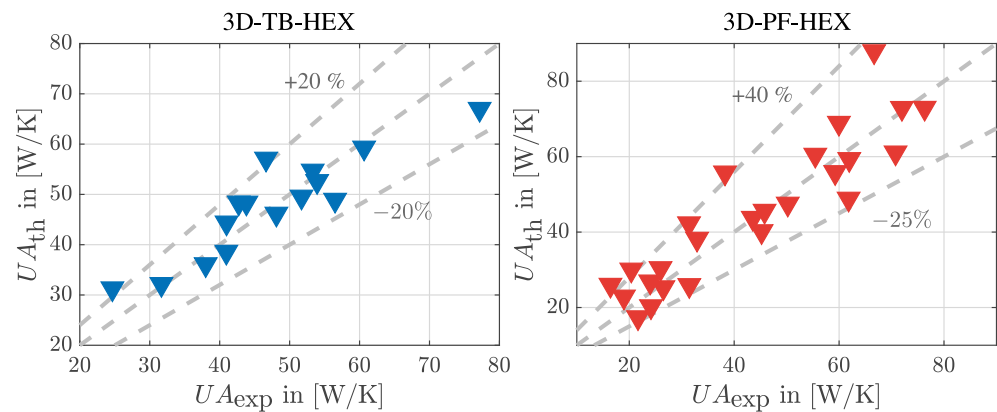 3D-TB-HEX
80
70
60
50
40
30
20
20 30 40 50 60 70 80
UA_th in [W/K]
UA_exp in [W/K]
+20 %
−20%
3D-PF-HEX
80
60
40
20
20 40 60 80
UA_th in [W/K]
UA_exp in [W/K]
+40 %
−25%